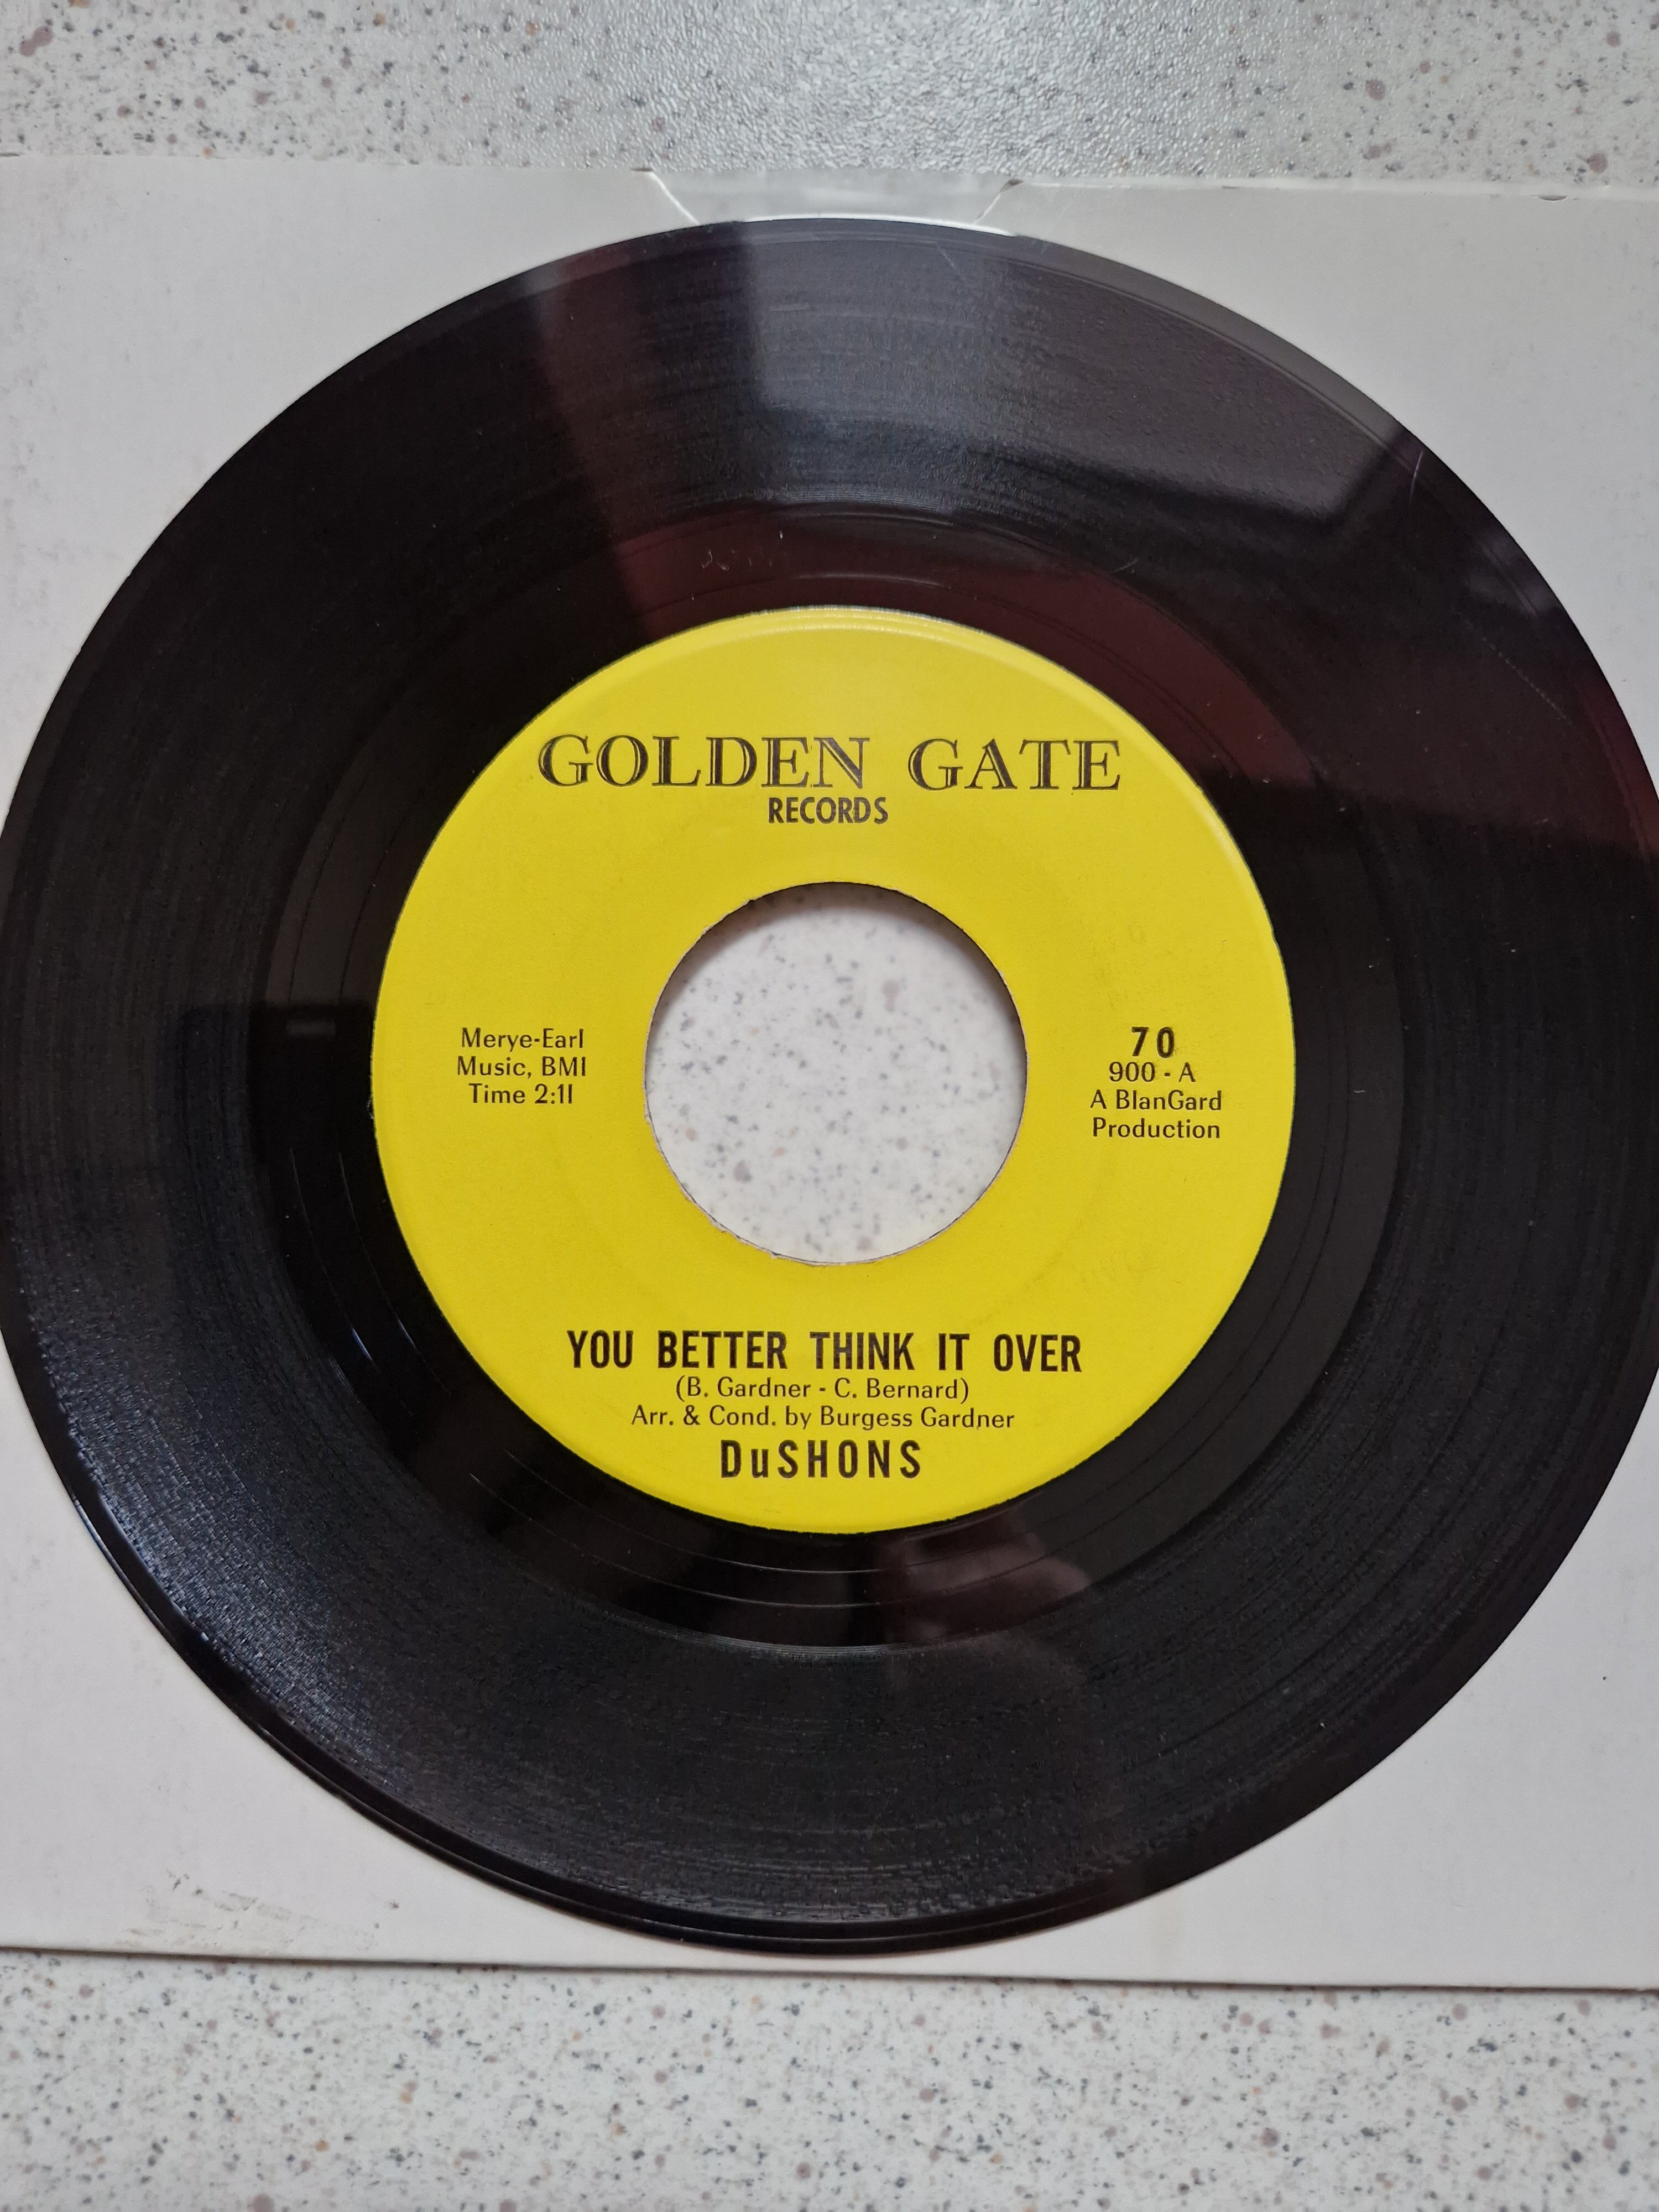 GOLDEN GATE
RECORDS
Merye-Earl
Music, BMI
Time 2:11
70
900 - A
A BlanGard
Production
YOU BETTER THINK IT OVER
(B. Gardner - C. Bernard)
Arr. & Cond. by Burgess Gardner
DuSHONS